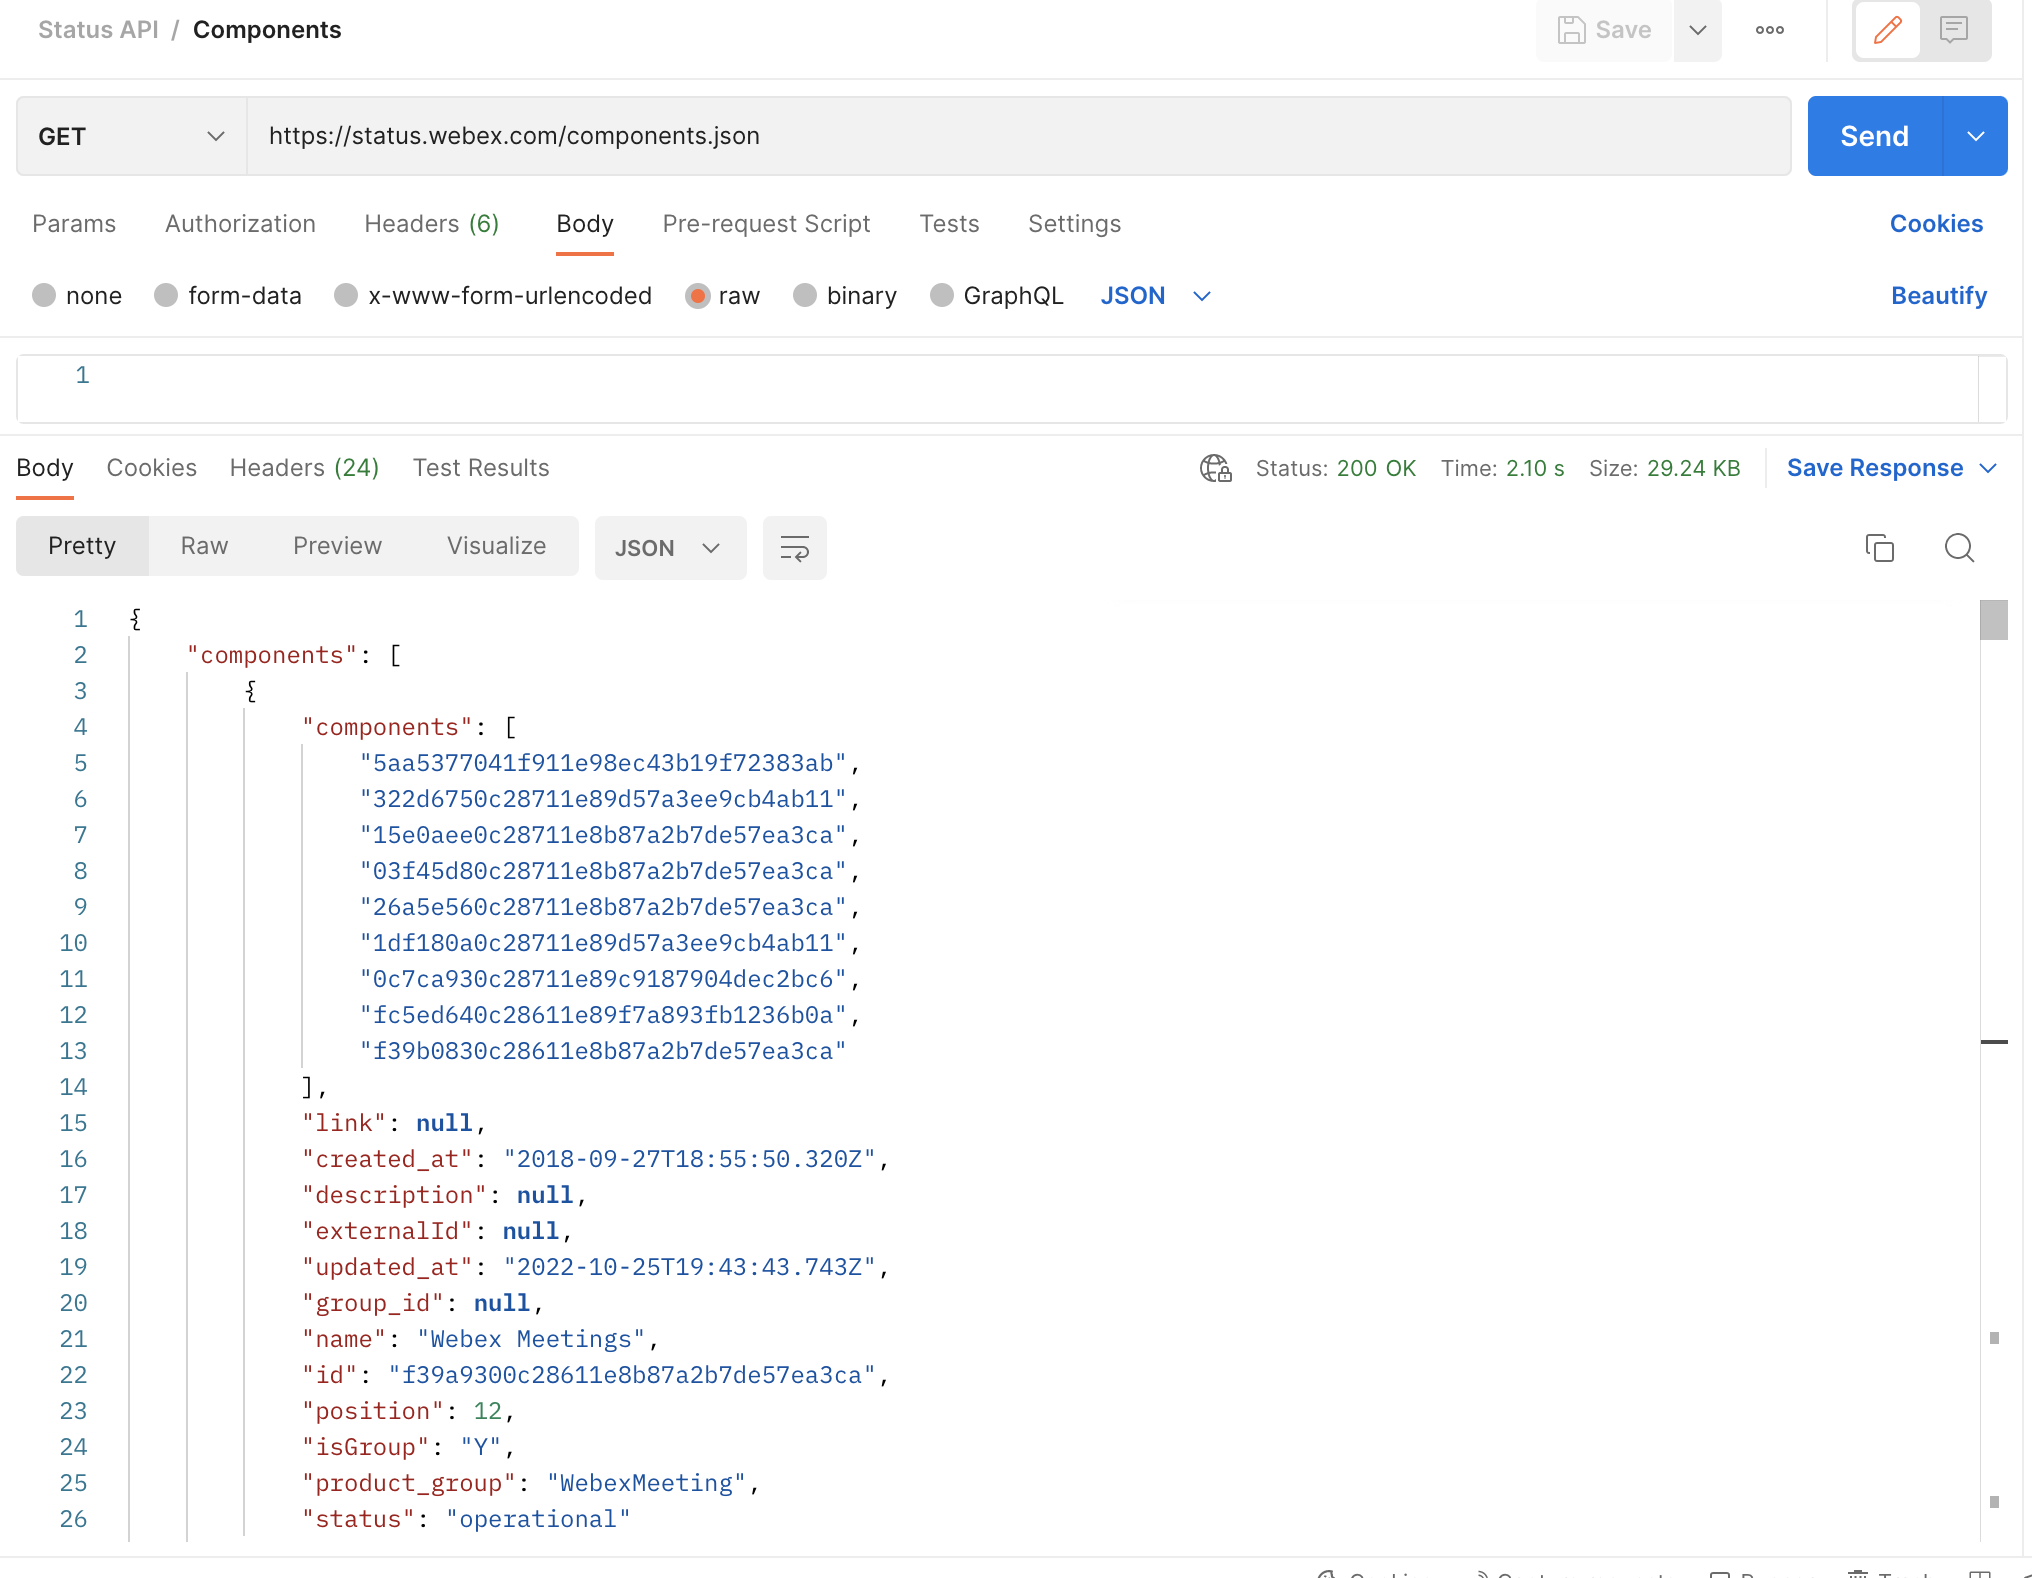 Status API / Components
Save
GET https://status.webex.com/components.json Send
Params Authorization Headers (6) Body Pre-request Script Tests Settings Cookies
none form-data x-www-form-urlencoded raw binary GraphQL JSON Beautify
1
Body Cookies Headers (24) Test Results Status: 200 OK Time: 2.10 s Size: 29.24 KB Save Response
Pretty Raw Preview Visualize JSON
1 {
2 "components": [
3 {
4 "components": [
5 "5aa5377041f911e98ec43b19f72383ab",
6 "322d6750c28711e89d57a3ee9cb4ab11",
7 "15e0aee0c28711e8b87a2b7de57ea3ca",
8 "03f45d80c28711e8b87a2b7de57ea3ca",
9 "26a5e560c28711e8b87a2b7de57ea3ca",
10 "1df180a0c28711e89d57a3ee9cb4ab11",
11 "0c7ca930c28711e89c9187904dec2bc6",
12 "fc5ed640c28611e89f7a893fb1236b0a",
13 "f39b0830c28611e8b87a2b7de57ea3ca"
14 ],
15 "link": null,
16 "created_at": "2018-09-27T18:55:50.320Z",
17 "description": null,
18 "externalId": null,
19 "updated_at": "2022-10-25T19:43:43.743Z",
20 "group_id": null,
21 "name": "Webex Meetings",
22 "id": "f39a9300c28611e8b87a2b7de57ea3ca",
23 "position": 12,
24 "isGroup": "Y",
25 "product_group": "WebexMeeting",
26 "status": "operational"